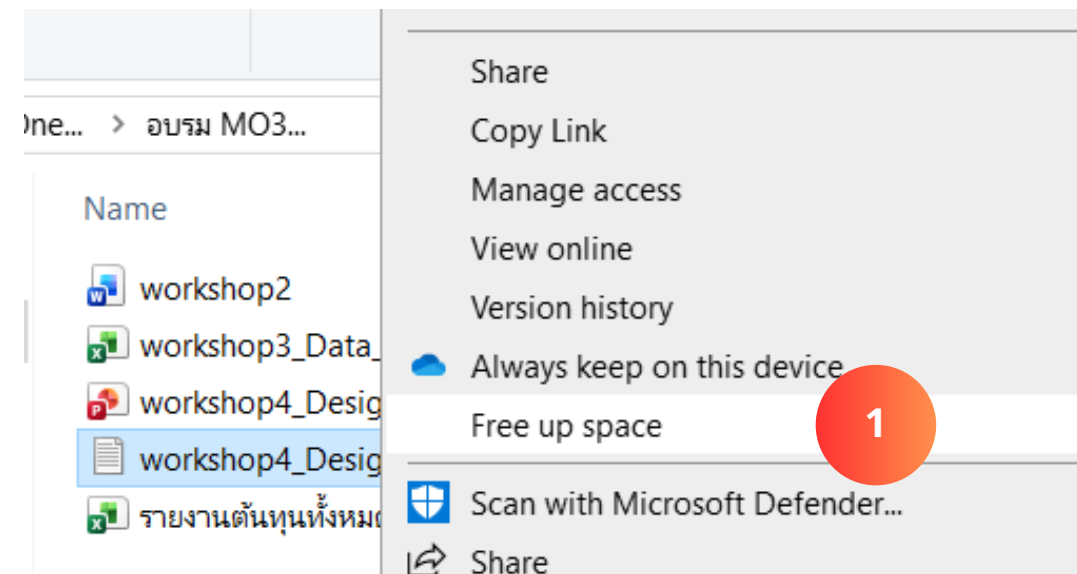 One... > อบรม MO3...
Name
workshop2
workshop3_Data_
workshop4_Desig
workshop4_Desig
รายงานต้นทุนทั้งหมด
Share
Copy Link
Manage access
View online
Version history
Always keep on this device
Free up space
1
Scan with Microsoft Defender...
Share